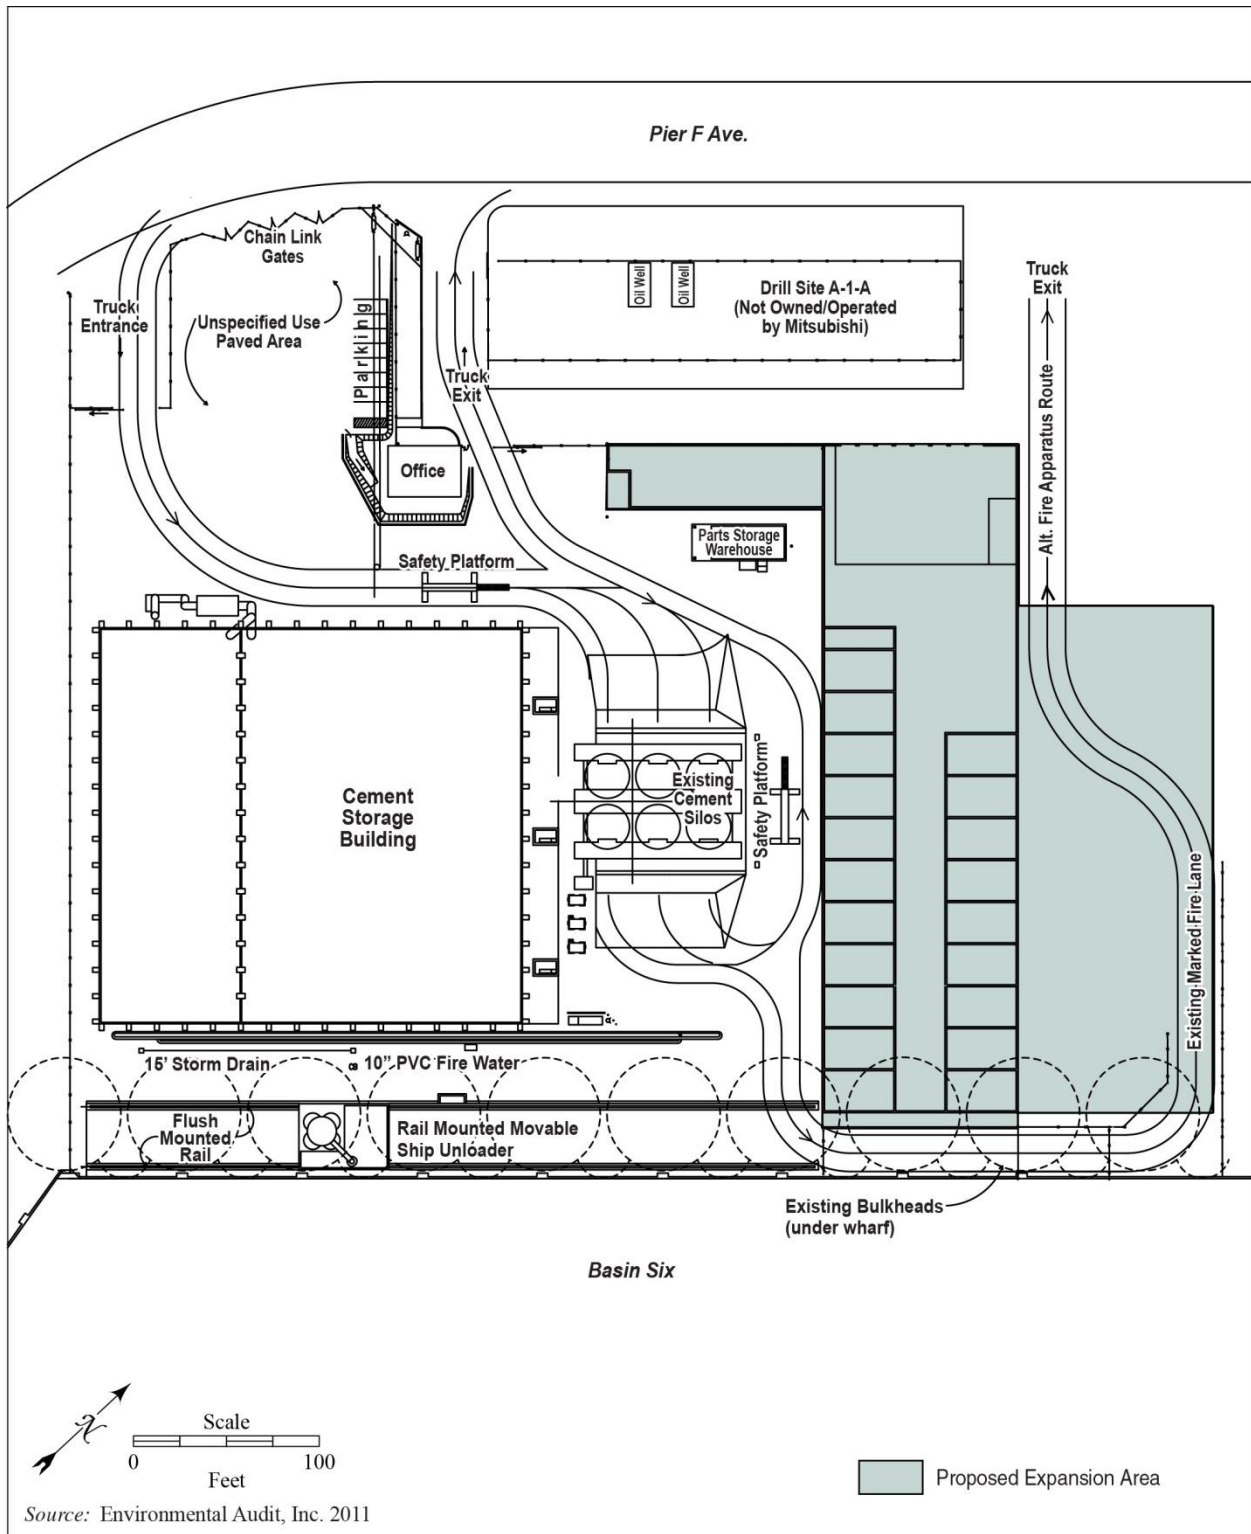 Pier F Ave.
Chain Link
Gates
Truck
Entrance
Unspecified Use
Paved Area
Parking
Truck
Exit
Oil Well
Oil Well
Drill Site A-1-A
(Not Owned/Operated
by Mitsubishi)
Truck
Exit
Alt. Fire Apparatus Route
Office
Parts Storage
Warehouse
Safety Platform
Cement
Storage
Building
Existing
Cement
Silos
Safety Platform
Existing Marked Fire Lane
15' Storm Drain
10" PVC Fire Water
Flush
Mounted
Rail
Rail Mounted Movable
Ship Unloader
Existing Bulkheads
(under wharf)
Basin Six
N
Scale
0 100
Feet
Proposed Expansion Area
Source: Environmental Audit, Inc. 2011